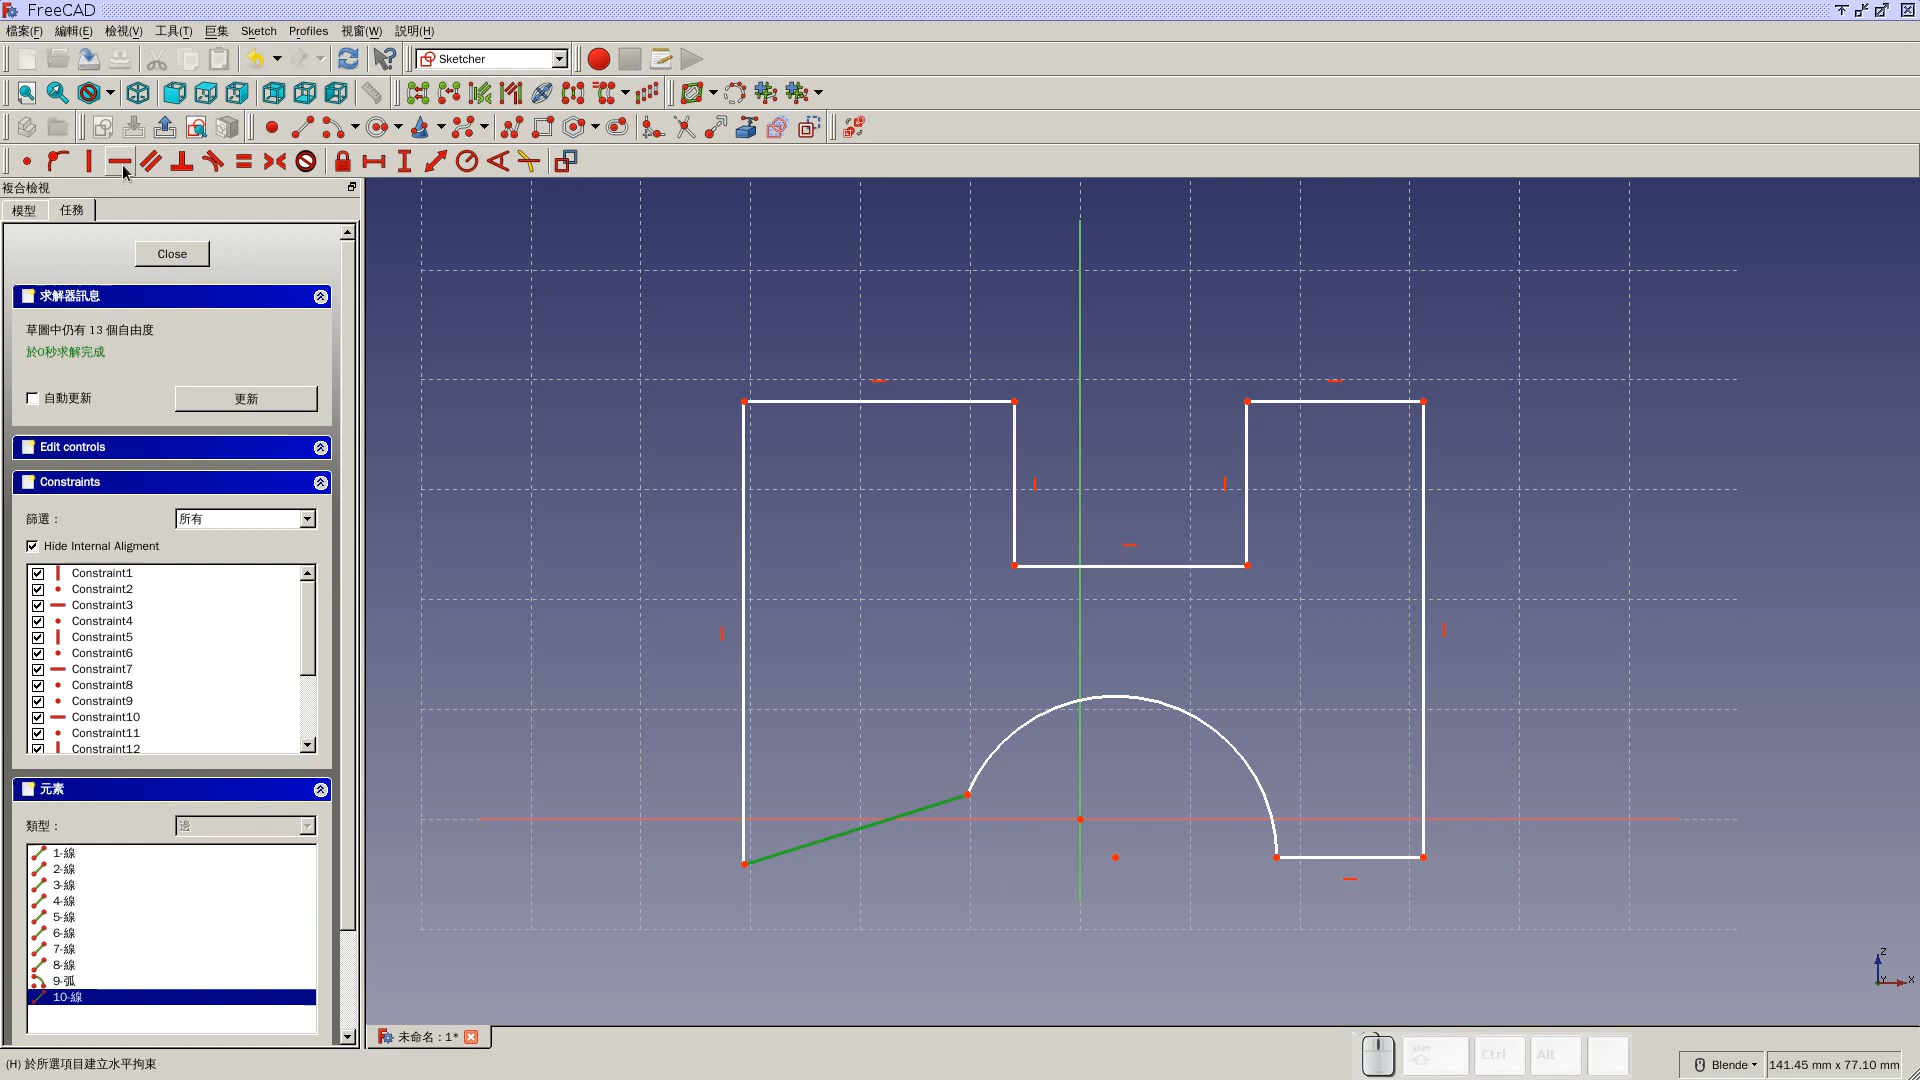 FreeCAD
檔案(F) 編輯(E) 檢視(V) 工具(T) 巨集 Sketch Profiles 視窗(W) 説明(H)
Sketcher
複合檢視
模型 任務
Close
求解器訊息
草圖中仍有 13 個自由度
於0秒求解完成
自動更新 更新
Edit controls
Constraints
篩選： 所有
Hide Internal Aligment
Constraint1
Constraint2
Constraint3
Constraint4
Constraint5
Constraint6
Constraint7
Constraint8
Constraint9
Constraint10
Constraint11
Constraint12
元素
類型： 邊
1-線
2-線
3-線
4-線
5-線
6-線
7-線
8-線
9-弧
10-線
Z
Y X
未命名 : 1*
Shift Ctrl Alt
(H) 於所選項目建立水平拘束
Blende 141.45 mm x 77.10 mm